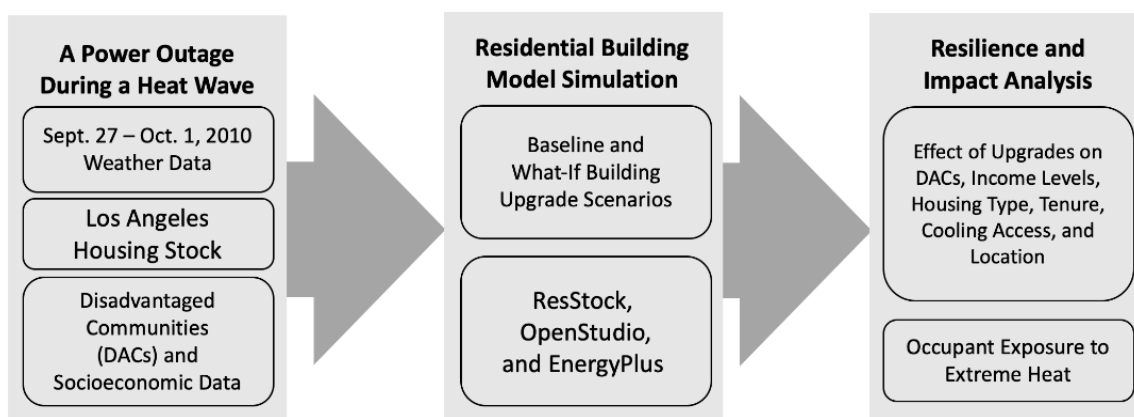 A Power Outage
During a Heat Wave
Sept. 27 – Oct. 1, 2010
Weather Data
Los Angeles
Housing Stock
Disadvantaged
Communities
(DACs) and
Socioeconomic Data
Residential Building
Model Simulation
Baseline and
What-If Building
Upgrade Scenarios
ResStock,
OpenStudio,
and EnergyPlus
Resilience and
Impact Analysis
Effect of Upgrades on
DACs, Income Levels,
Housing Type, Tenure,
Cooling Access, and
Location
Occupant Exposure to
Extreme Heat